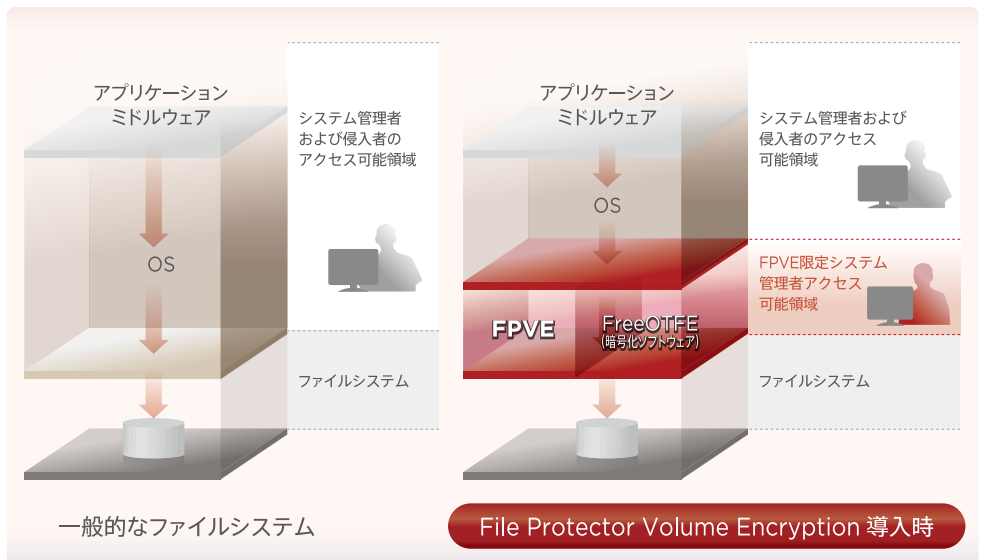 アプリケーション
ミドルウェア
システム管理者
および侵入者の
アクセス可能領域
OS
ファイルシステム
一般的なファイルシステム
アプリケーション
ミドルウェア
システム管理者および
侵入者のアクセス
可能領域
OS
FPVE限定システム
管理者アクセス
可能領域
FPVE
FreeOTFE
(暗号化ソフトウェア)
ファイルシステム
File Protector Volume Encryption 導入時